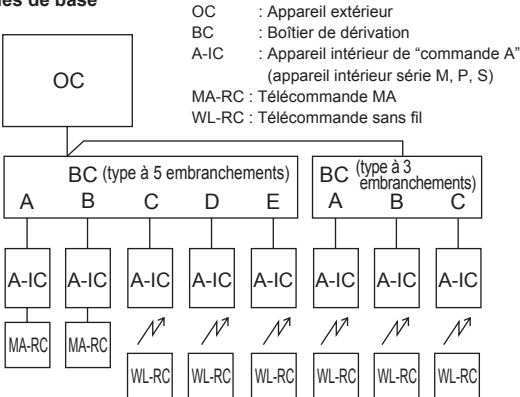 es de base
OC : Appareil extérieur
BC : Boîtier de dérivation
A-IC : Appareil intérieur de “commande A”
(appareil intérieur série M, P, S)
MA-RC : Télécommande MA
WL-RC : Télécommande sans fil
OC
BC (type à 5 embranchements)
A B C D E
BC (type à 3
embranchements)
A B C
A-IC A-IC A-IC A-IC A-IC A-IC A-IC A-IC
MA-RC MA-RC
WL-RC WL-RC WL-RC WL-RC WL-RC WL-RC